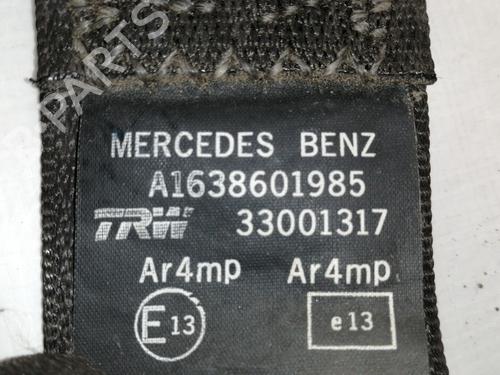 MERCEDES BENZ
A1638601985
TRW 33001317
Ar4mp Ar4mp
E13 e13